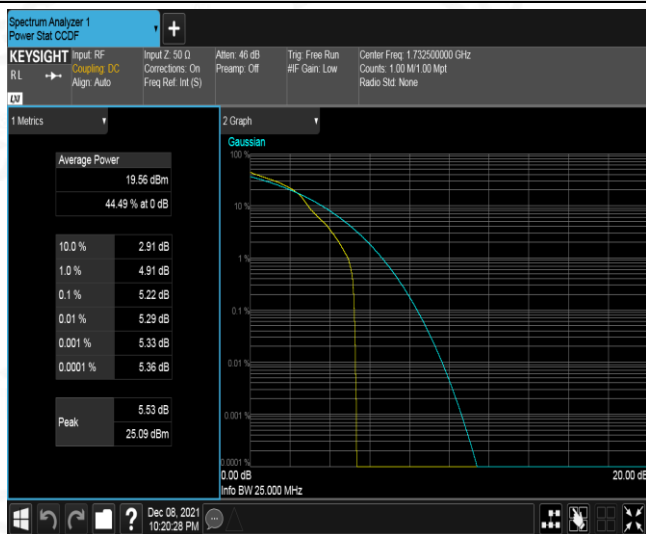 Spectrum Analyzer 1
Power Stat CCDF
+
KEYSIGHT
RL
Input: RF
Coupling: DC
Align: Auto
Input Z: 50 Ω
Corrections: On
Freq Ref: Int (S)
Atten: 46 dB
Preamp: Off
Trig: Free Run
#IF Gain: Low
Center Freq: 1.732500000 GHz
Counts: 1.00 M/1.00 Mpt
Radio Std: None
1 Metrics
Average Power
19.56 dBm
44.49 % at 0 dB
10.0 % 2.91 dB
1.0 % 4.91 dB
0.1 % 5.22 dB
0.01 % 5.29 dB
0.001 % 5.33 dB
0.0001 % 5.36 dB
Peak
5.53 dB
25.09 dBm
2 Graph
Gaussian
100 %
10 %
1 %
0.1 %
0.01 %
0.001 %
0.0001 %
0.00 dB 20.00 dB
Info BW 25.000 MHz
?
Dec 08, 2021
10:20:28 PM